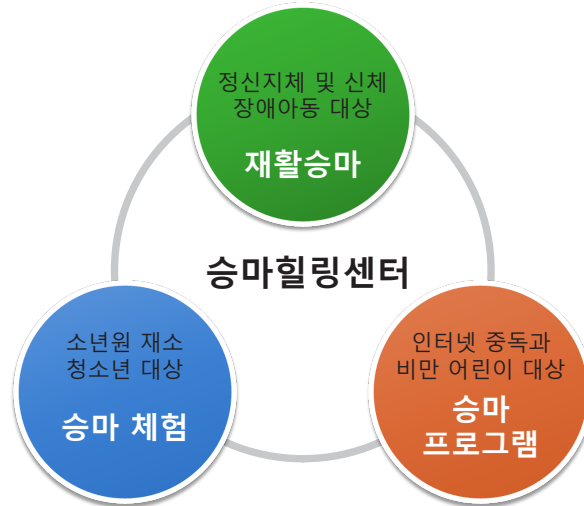 정신지체 및 신체
장애아동 대상
재활승마
승마힐링센터
소년원 재소
청소년 대상
승마 체험
인터넷 중독과
비만 어린이 대상
승마
프로그램